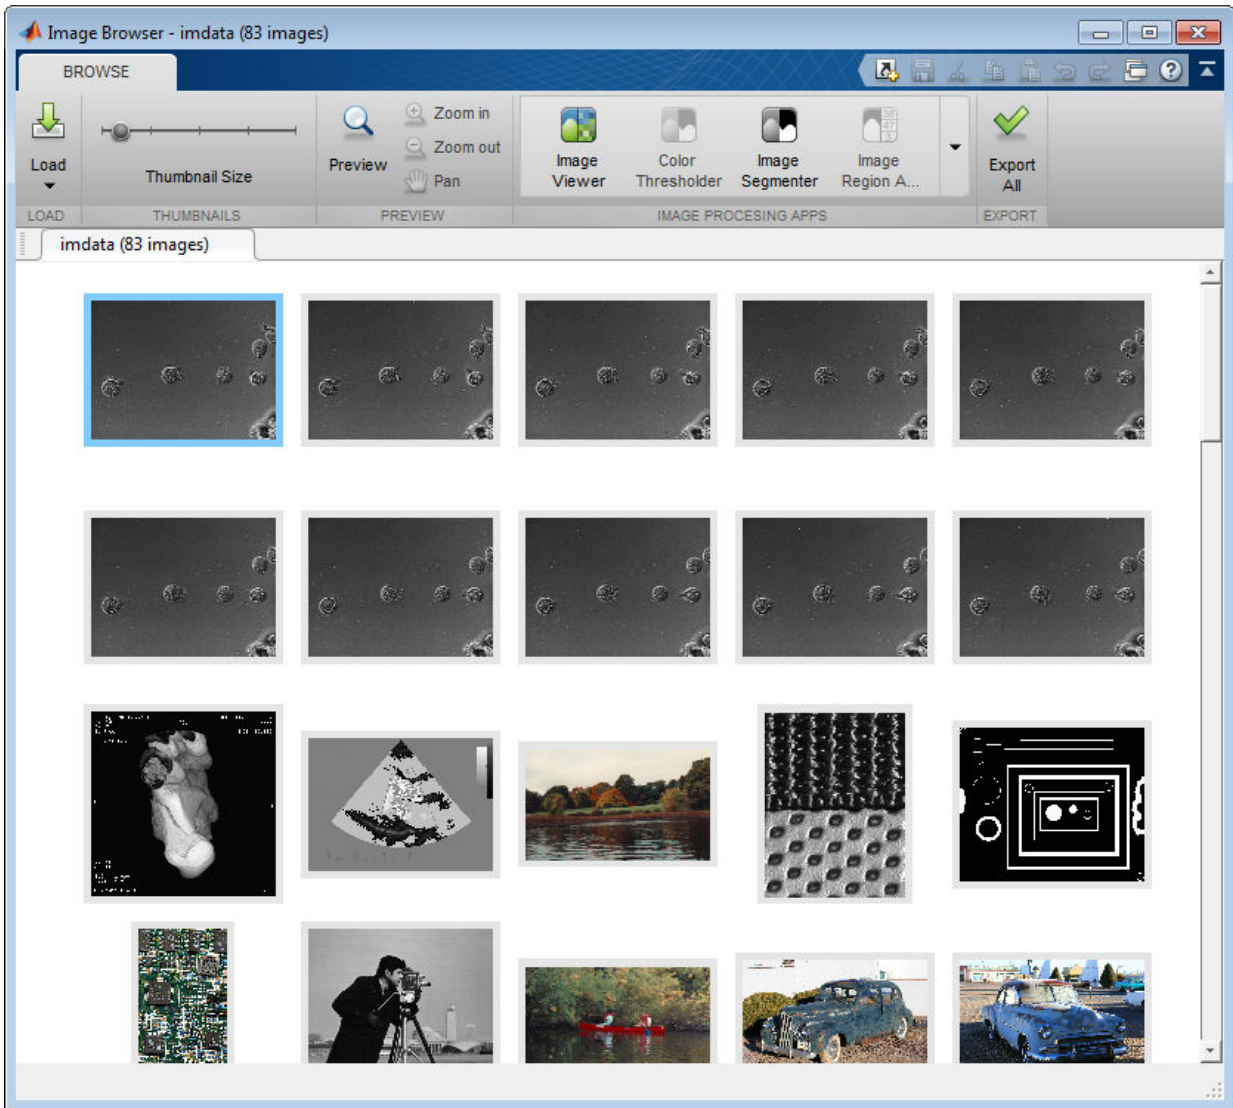 Image Browser - imdata (83 images)
BROWSE
Load
Thumbnail Size
Preview
Zoom in
Zoom out
Pan
Image Viewer
Color Thresholder
Image Segmenter
Image Region A...
Export All
LOAD
THUMBNAILS
PREVIEW
IMAGE PROCESING APPS
EXPORT
imdata (83 images)